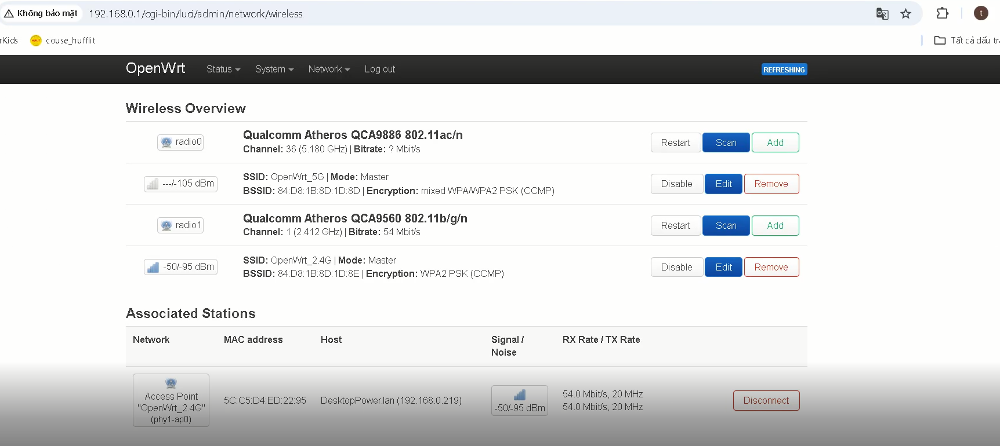 Không bảo mật 192.168.0.1/cgi-bin/luci/admin/network/wireless
t
rKids couse_hufflit Tất cả dấu tra
OpenWrt Status System Network Log out REFRESHING
Wireless Overview
radio0
Qualcomm Atheros QCA9886 802.11ac/n
Channel: 36 (5.180 GHz) | Bitrate: ? Mbit/s
Restart Scan Add
---/-105 dBm
SSID: OpenWrt_5G | Mode: Master
BSSID: 84:D8:1B:8D:1D:8D | Encryption: mixed WPA/WPA2 PSK (CCMP)
Disable Edit Remove
radio1
Qualcomm Atheros QCA9560 802.11b/g/n
Channel: 1 (2.412 GHz) | Bitrate: 54 Mbit/s
Restart Scan Add
-50/-95 dBm
SSID: OpenWrt_2.4G | Mode: Master
BSSID: 84:D8:1B:8D:1D:8E | Encryption: WPA2 PSK (CCMP)
Disable Edit Remove
Associated Stations
Network MAC address Host Signal / Noise RX Rate / TX Rate
Access Point
"OpenWrt_2.4G"
(phy1-ap0)
5C:C5:D4:ED:22:95
DesktopPower.lan (192.168.0.219)
-50/-95 dBm
54.0 Mbit/s, 20 MHz
54.0 Mbit/s, 20 MHz
Disconnect